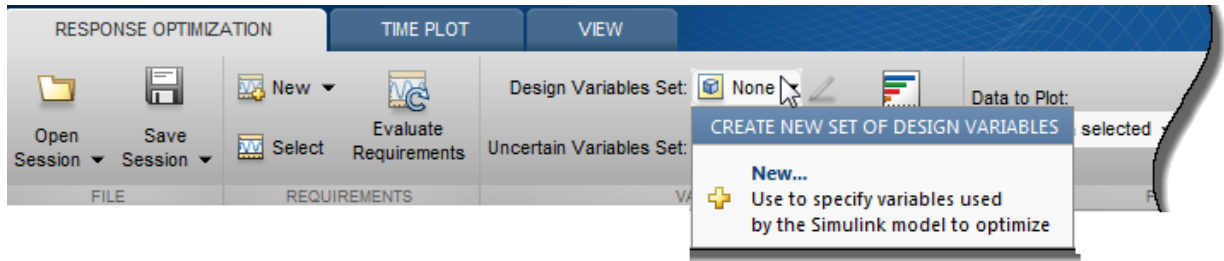 RESPONSE OPTIMIZATION TIME PLOT VIEW
Open Session
Save Session
New
Select
Evaluate Requirements
Design Variables Set: None
Uncertain Variables Set:
Data to Plot:
selected
CREATE NEW SET OF DESIGN VARIABLES
New...
Use to specify variables used
by the Simulink model to optimize
FILE REQUIREMENTS